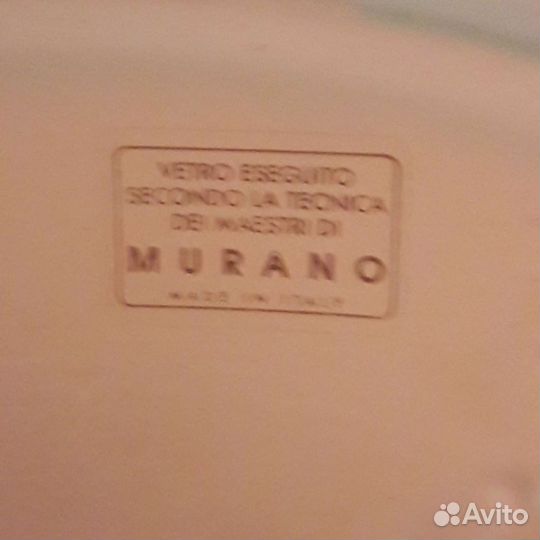 VETRO ESEGUITO
SECONDO LA TECNICA
DEI MAESTRI DI
MURANO
MADE IN ITALY
Avito